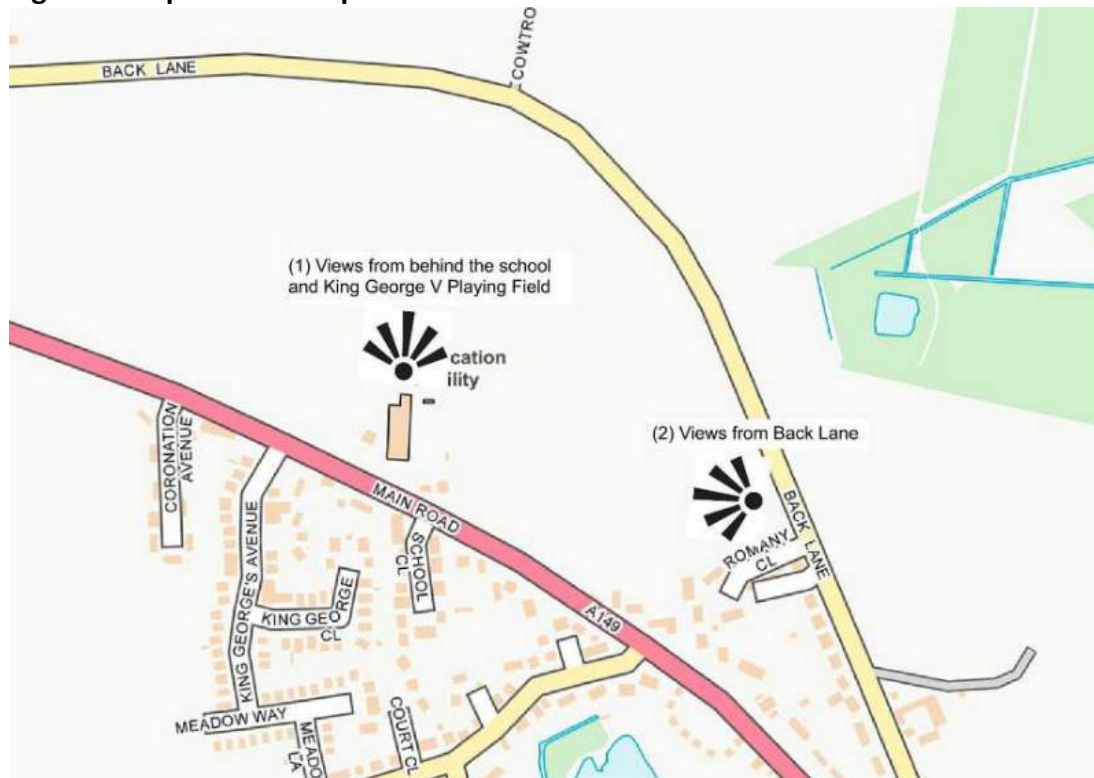 BACK LANE
COWTRO
(1) Views from behind the school
and King George V Playing Field
cation
ility
(2) Views from Back Lane
CORONATION
AVENUE
MAIN ROAD
KING GEORGE'S AVENUE
SCHOOL
CL
BACK LANE
ROMANY
CL
KING GEORGE
CL
A149
MEADOW WAY
MEADO
LA
COURT CL